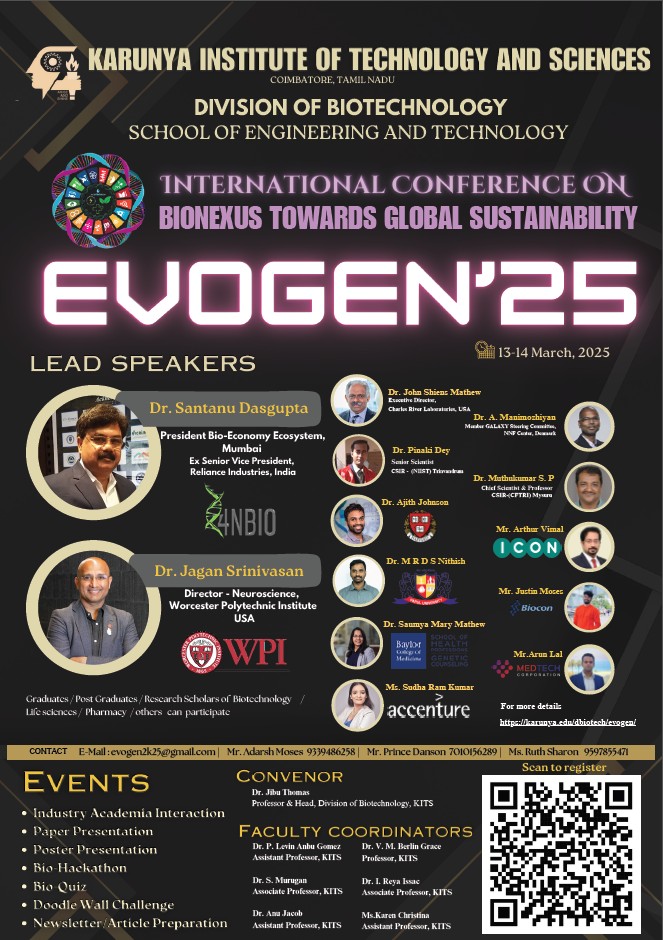 KARUNYA INSTITUTE OF TECHNOLOGY AND SCIENCES
COIMBATORE, TAMIL NADU
DIVISION OF BIOTECHNOLOGY
SCHOOL OF ENGINEERING AND TECHNOLOGY
INTERNATIONAL CONFERENCE ON
BIONEXUS TOWARDS GLOBAL SUSTAINABILITY
EVOGEN'25
13-14 March, 2025
LEAD SPEAKERS
Dr. Santanu Dasgupta
President Bio-Economy Ecosystem,
Mumbai
Ex Senior Vice President,
Reliance Industries, India
4NBIO
Dr. Jagan Srinivasan
Director - Neuroscience,
Worcester Polytechnic Institute
USA
WPI
Dr. John Shiens Mathew
Executive Director,
Charles River Laboratories, USA
Dr. A. Manimozhiyan
Member GALAXY Steering Committee,
NNF Center, Denmark
Dr. Pinaki Dey
Senior Scientist
CSIR - (NIIST) Trivandrum
Dr. Muthukumar S. P
Chief Scientist & Professor
CSIR-(CFTRI) Mysuru
Dr. Ajith Johnson
Mr. Arthur Vimal
ICON
Dr. M R D S Nithish
Mr. Justin Moses
Biocon
Dr. Saumya Mary Mathew
Baylor
College of
Medicine
SCHOOL OF
HEALTH
GENETIC
COUNSELING
Mr.Arun Lal
MEDTECH
CORPORATION
Ms. Sudha Ram Kumar
accenture
Graduates / Post Graduates / Research Scholars of Biotechnology /
Life sciences / Pharmacy / others can participate
For more details
https://karunya.edu/dbiotech/evogen/
CONTACT E-Mail : evogen2k25@gmail.com | Mr. Adarsh Moses 9339486258 | Mr. Prince Danson 7010156289 | Ms. Ruth Sharon 9597855471
Scan to register
EVENTS
• Industry Academia Interaction
• Paper Presentation
• Poster Presentation
• Bio-Hackathon
• Bio-Quiz
• Doodle Wall Challenge
• Newsletter/Article Preparation
CONVENOR
Dr. Jibu Thomas
Professor & Head, Division of Biotechnology, KITS
FACULTY COORDINATORS
Dr. P. Levin Anbu Gomez
Assistant Professor, KITS
Dr. V. M. Berlin Grace
Professor, KITS
Dr. S. Murugan
Associate Professor, KITS
Dr. I. Reya Issac
Associate Professor, KITS
Dr. Anu Jacob
Assistant Professor, KITS
Ms.Karen Christina
Assistant Professor, KITS